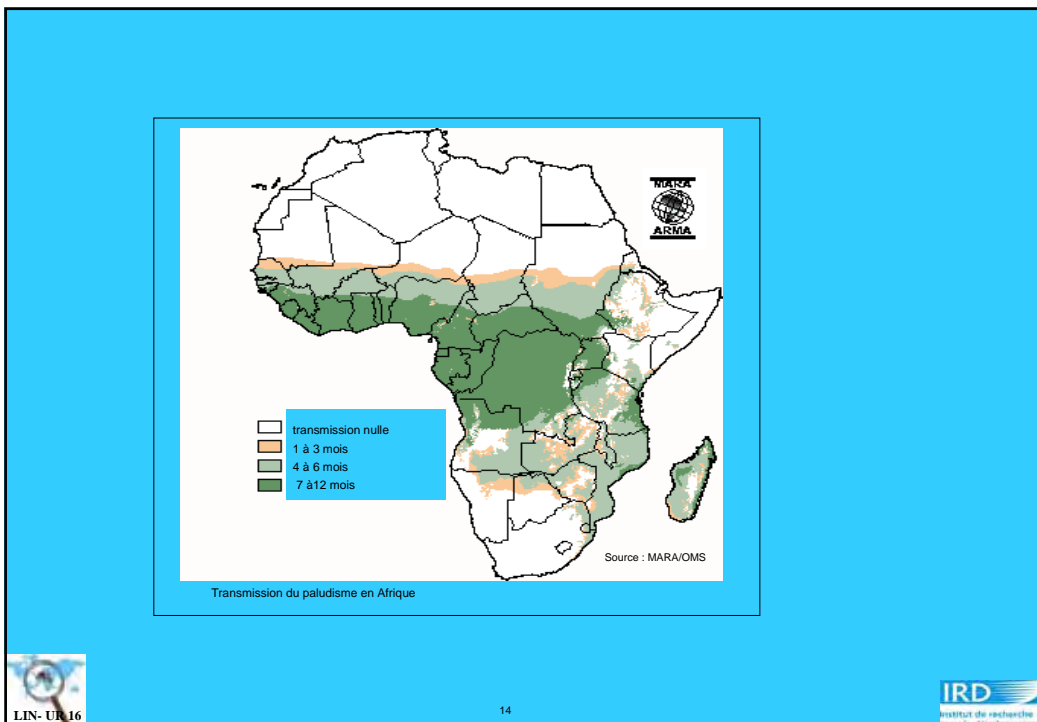 MARA
ARMA
transmission nulle
1 à 3 mois
4 à 6 mois
7 à12 mois
Source : MARA/OMS
Transmission du paludisme en Afrique
LIN- UR 16
14
IRD
Institut de recherche